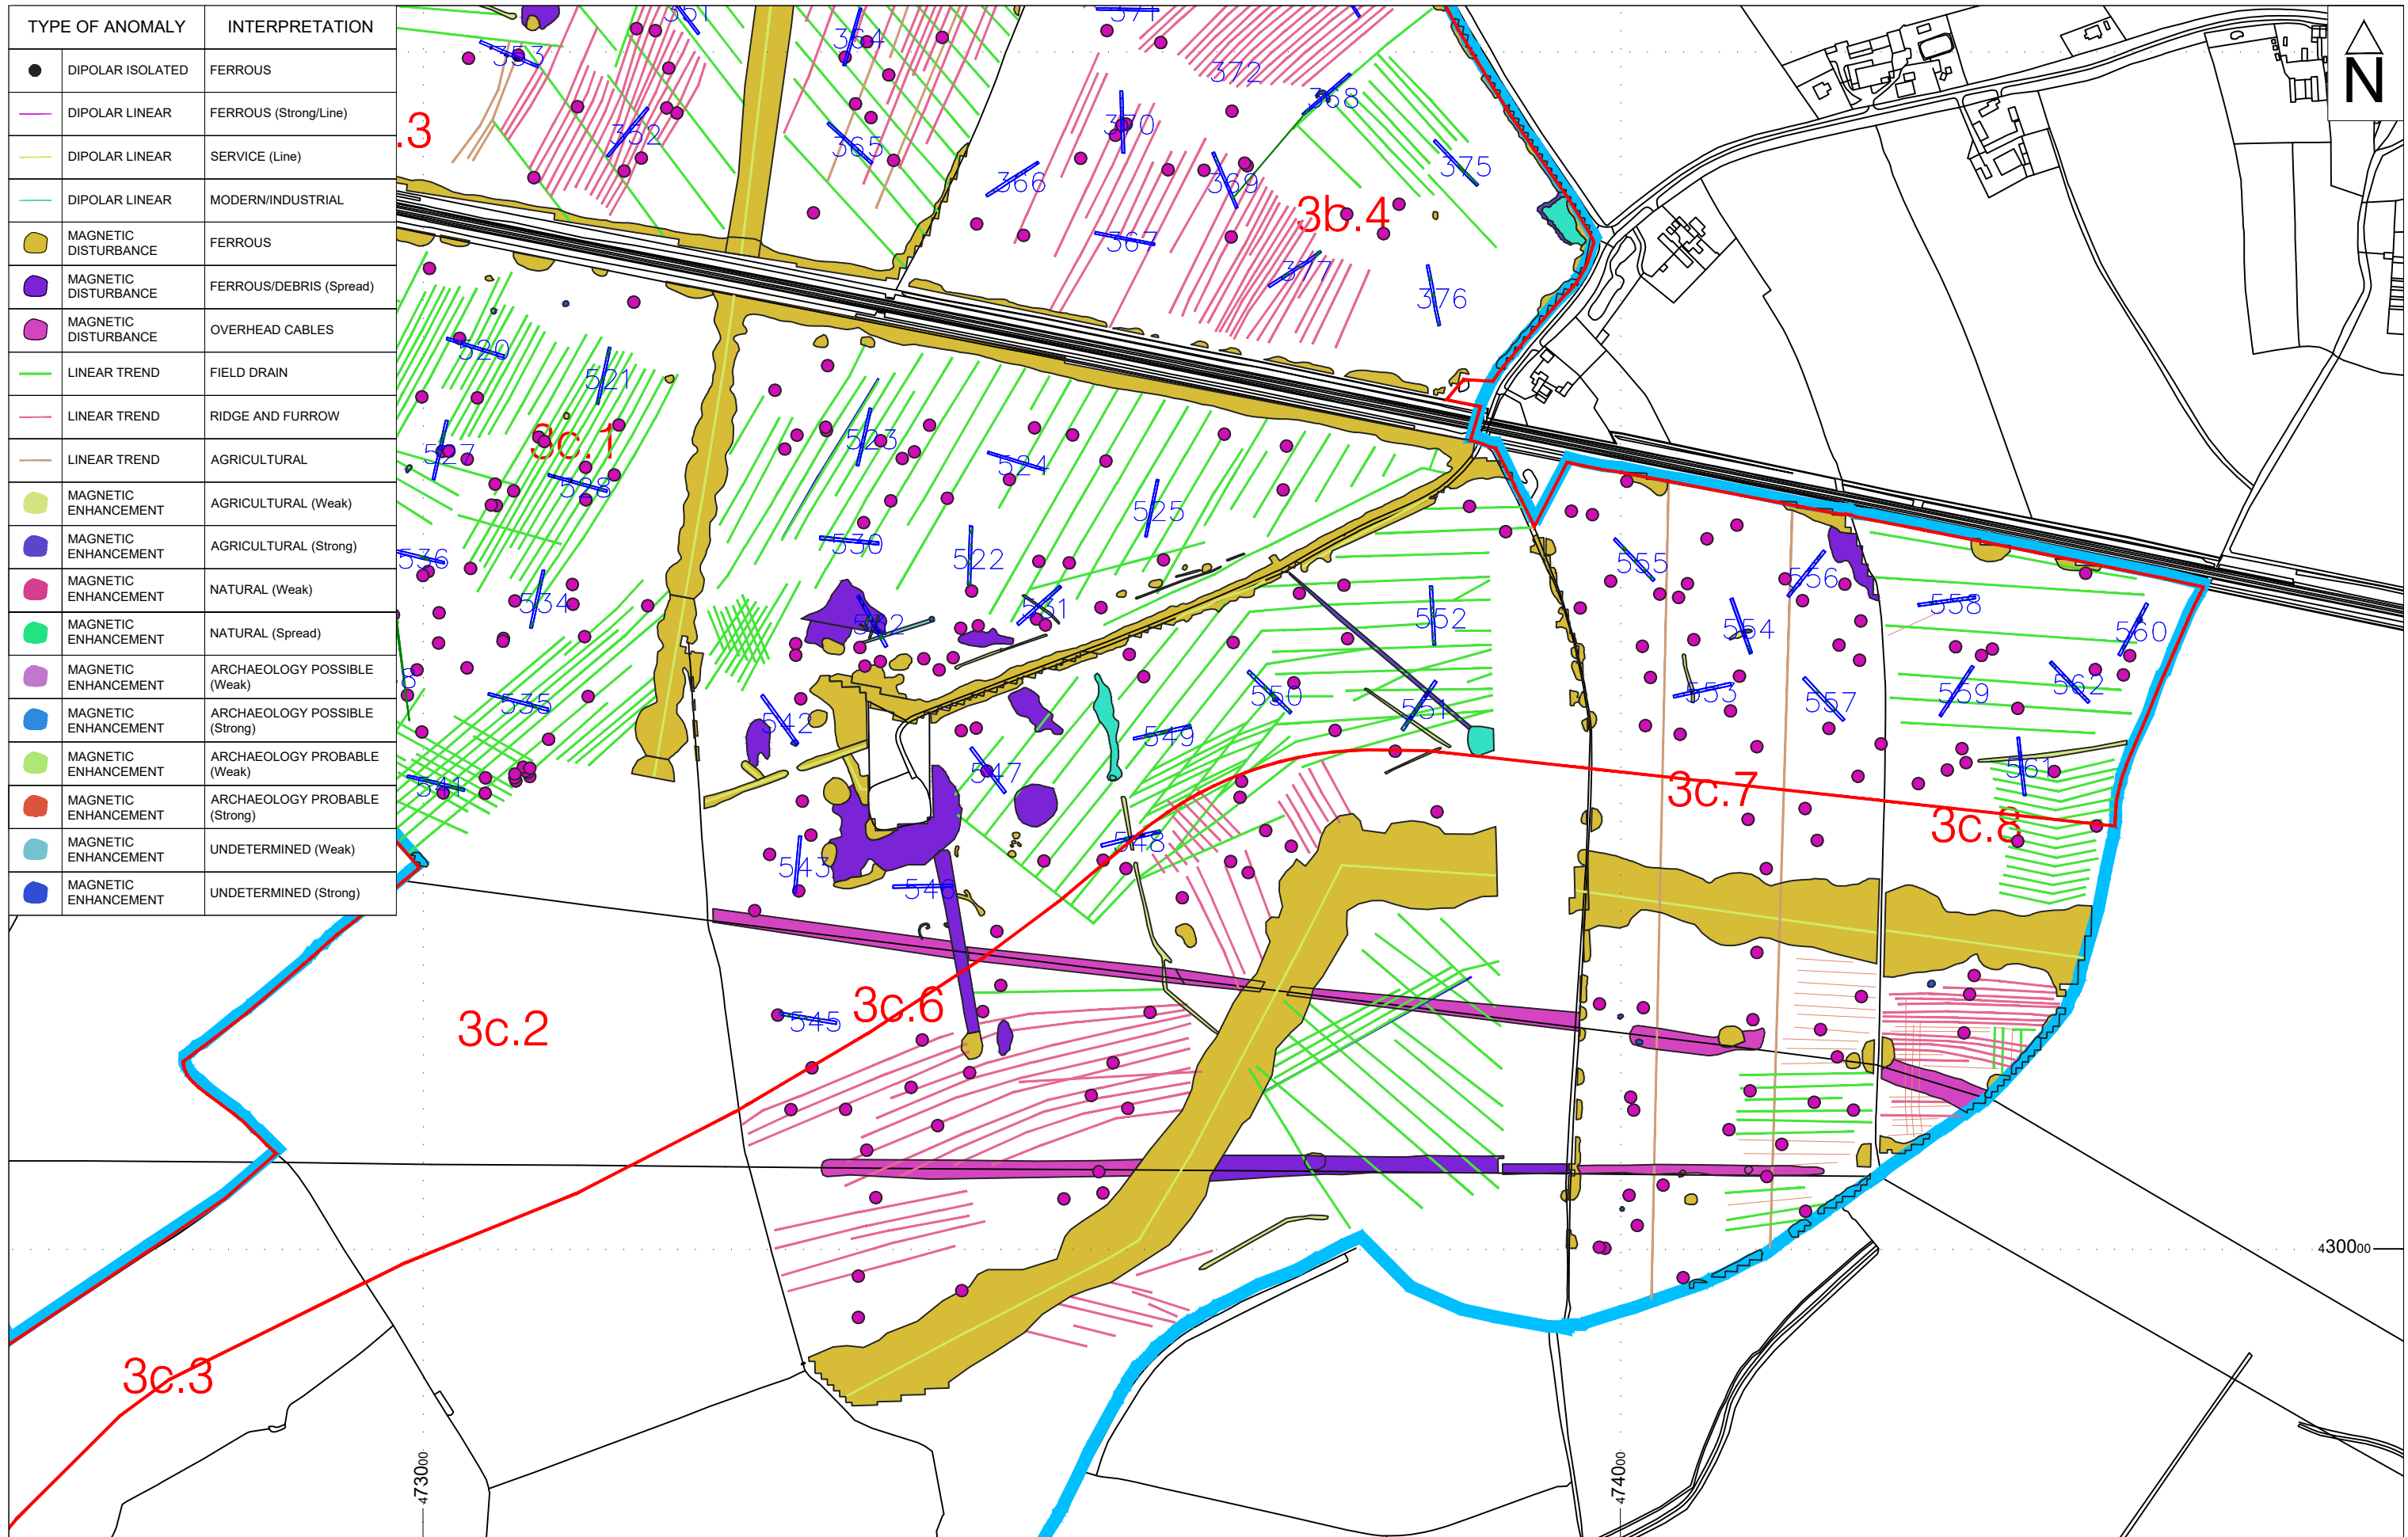 TYPE OF ANOMALY INTERPRETATION
DIPOLAR ISOLATED FERROUS
DIPOLAR LINEAR FERROUS (Strong/Line)
DIPOLAR LINEAR SERVICE (Line)
DIPOLAR LINEAR MODERN/INDUSTRIAL
MAGNETIC
DISTURBANCE
FERROUS
MAGNETIC
DISTURBANCE
FERROUS/DEBRIS (Spread)
MAGNETIC
DISTURBANCE
OVERHEAD CABLES
LINEAR TREND FIELD DRAIN
LINEAR TREND RIDGE AND FURROW
LINEAR TREND AGRICULTURAL
MAGNETIC
ENHANCEMENT
AGRICULTURAL (Weak)
MAGNETIC
ENHANCEMENT
AGRICULTURAL (Strong)
MAGNETIC
ENHANCEMENT
NATURAL (Weak)
MAGNETIC
ENHANCEMENT
NATURAL (Spread)
MAGNETIC
ENHANCEMENT
ARCHAEOLOGY POSSIBLE
(Weak)
MAGNETIC
ENHANCEMENT
ARCHAEOLOGY POSSIBLE
(Strong)
MAGNETIC
ENHANCEMENT
ARCHAEOLOGY PROBABLE
(Weak)
MAGNETIC
ENHANCEMENT
ARCHAEOLOGY PROBABLE
(Strong)
MAGNETIC
ENHANCEMENT
UNDETERMINED (Weak)
MAGNETIC
ENHANCEMENT
UNDETERMINED (Strong)
N
371
364
353
372
368
370
.3
352
365
375
366
369
3b.4
367
377
376
520
521
3c.1
523
527
524
528
525
530
522
536
555
556
534
552
558
554
560
535
550
553
557
559
562
542
551
549
547
541
561
3c.7
3c.8
548
543
3c.6
545
3c.2
3c.3
430000
473000
474000